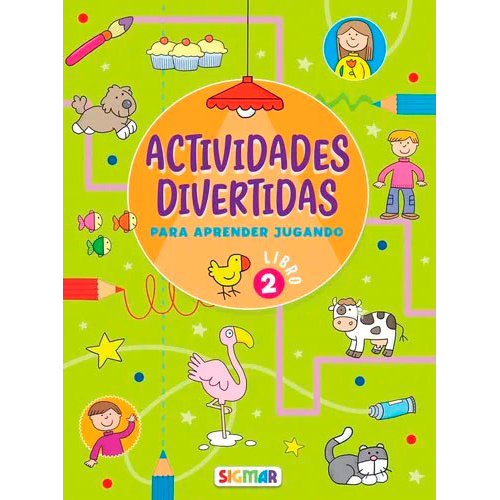 ACTIVIDADES
DIVERTIDAS
PARA APRENDER JUGANDO
LIBRO
2
SIGMAR